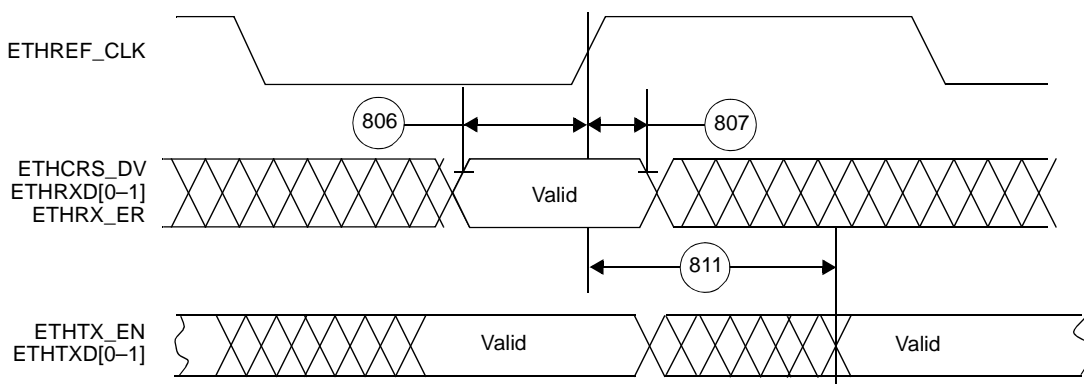 ETHREF_CLK
806
807
ETHCRS_DV
ETHRXD[0–1]
ETHRX_ER
Valid
811
ETHTX_EN
ETHTXD[0–1]
Valid
Valid